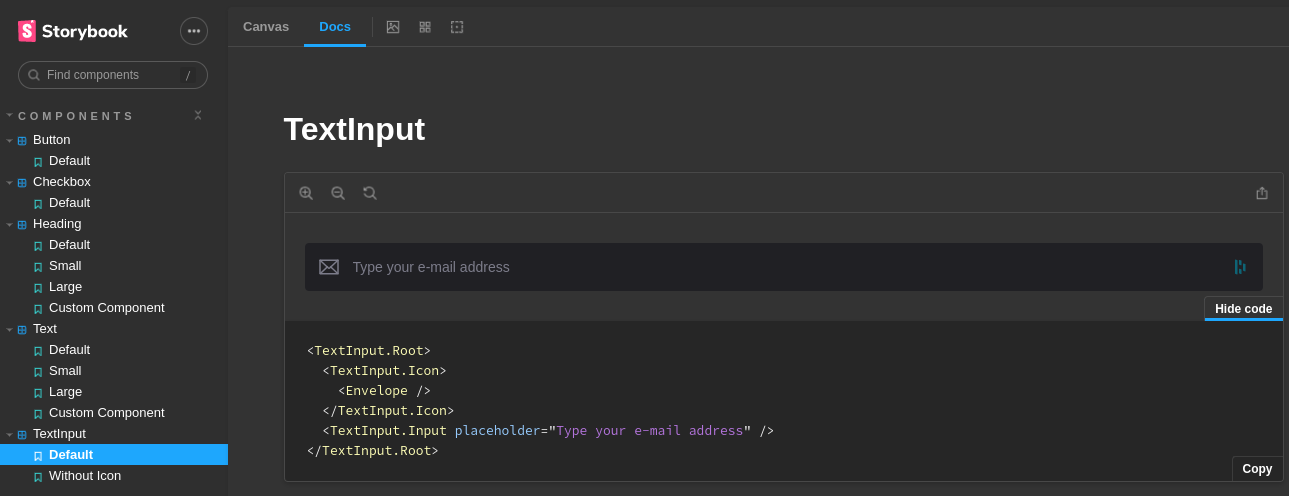 Storybook
Find components
/
COMPONENTS
Button
Default
Checkbox
Default
Heading
Default
Small
Large
Custom Component
Text
Default
Small
Large
Custom Component
TextInput
Default
Without Icon
Canvas
Docs
TextInput
Type your e-mail address
Hide code
<TextInput.Root>
<TextInput.Icon>
<Envelope />
</TextInput.Icon>
<TextInput.Input placeholder="Type your e-mail address" />
</TextInput.Root>
Copy